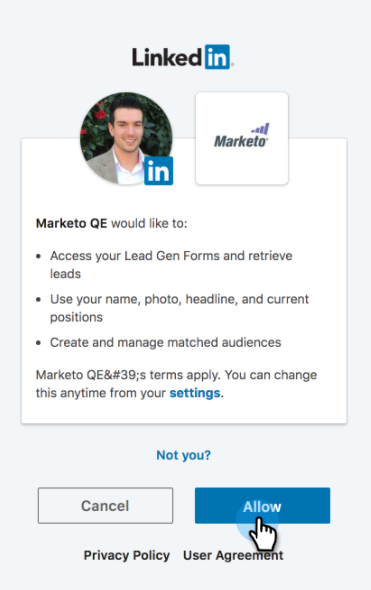 Linked in.
in
Marketo
Marketo QE would like to:
• Access your Lead Gen Forms and retrieve
leads
• Use your name, photo, headline, and current
positions
• Create and manage matched audiences
Marketo QE&#39;s terms apply. You can change
this anytime from your settings.
Not you?
Cancel
Allow
Privacy Policy User Agreement